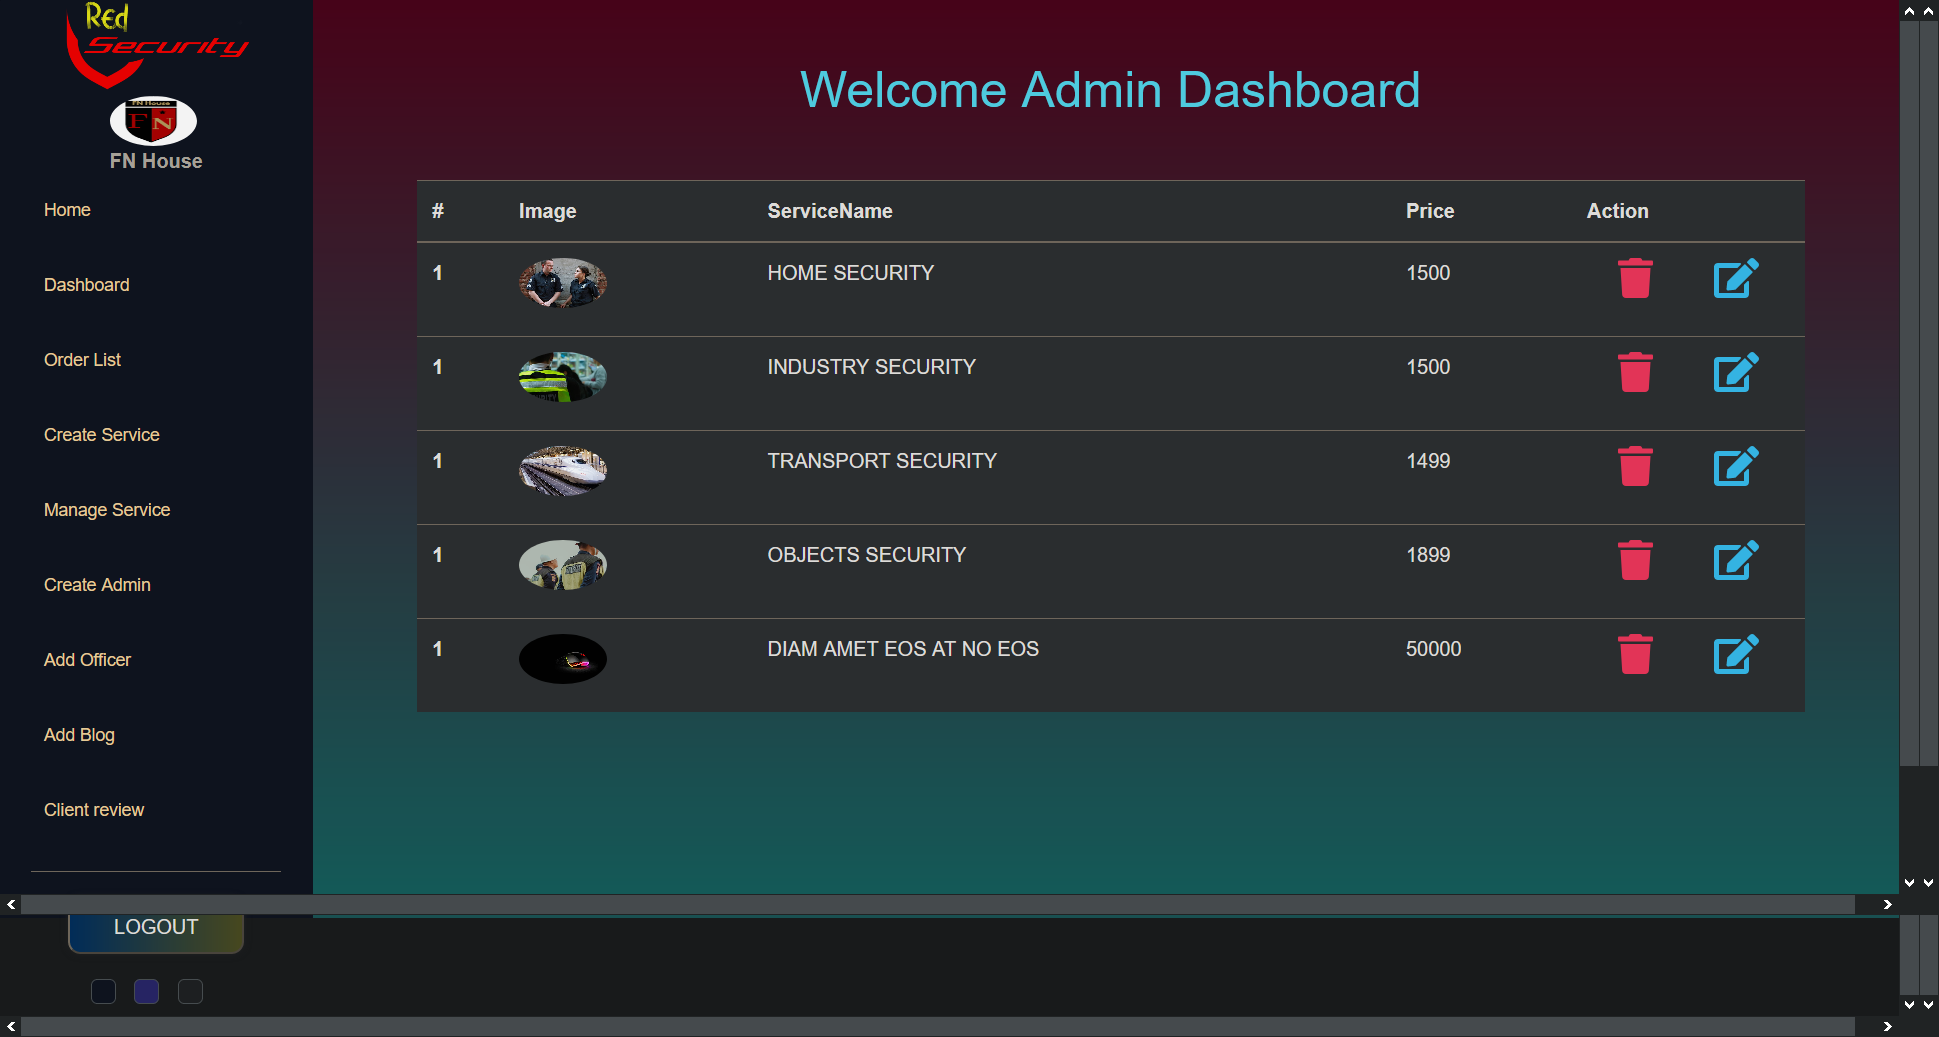 Red
Security
FN House
F N
FN House
Home
Dashboard
Order List
Create Service
Manage Service
Create Admin
Add Officer
Add Blog
Client review
LOGOUT
Welcome Admin Dashboard
# Image ServiceName Price Action
1 HOME SECURITY 1500
1 INDUSTRY SECURITY 1500
1 TRANSPORT SECURITY 1499
1 OBJECTS SECURITY 1899
1 DIAM AMET EOS AT NO EOS 50000